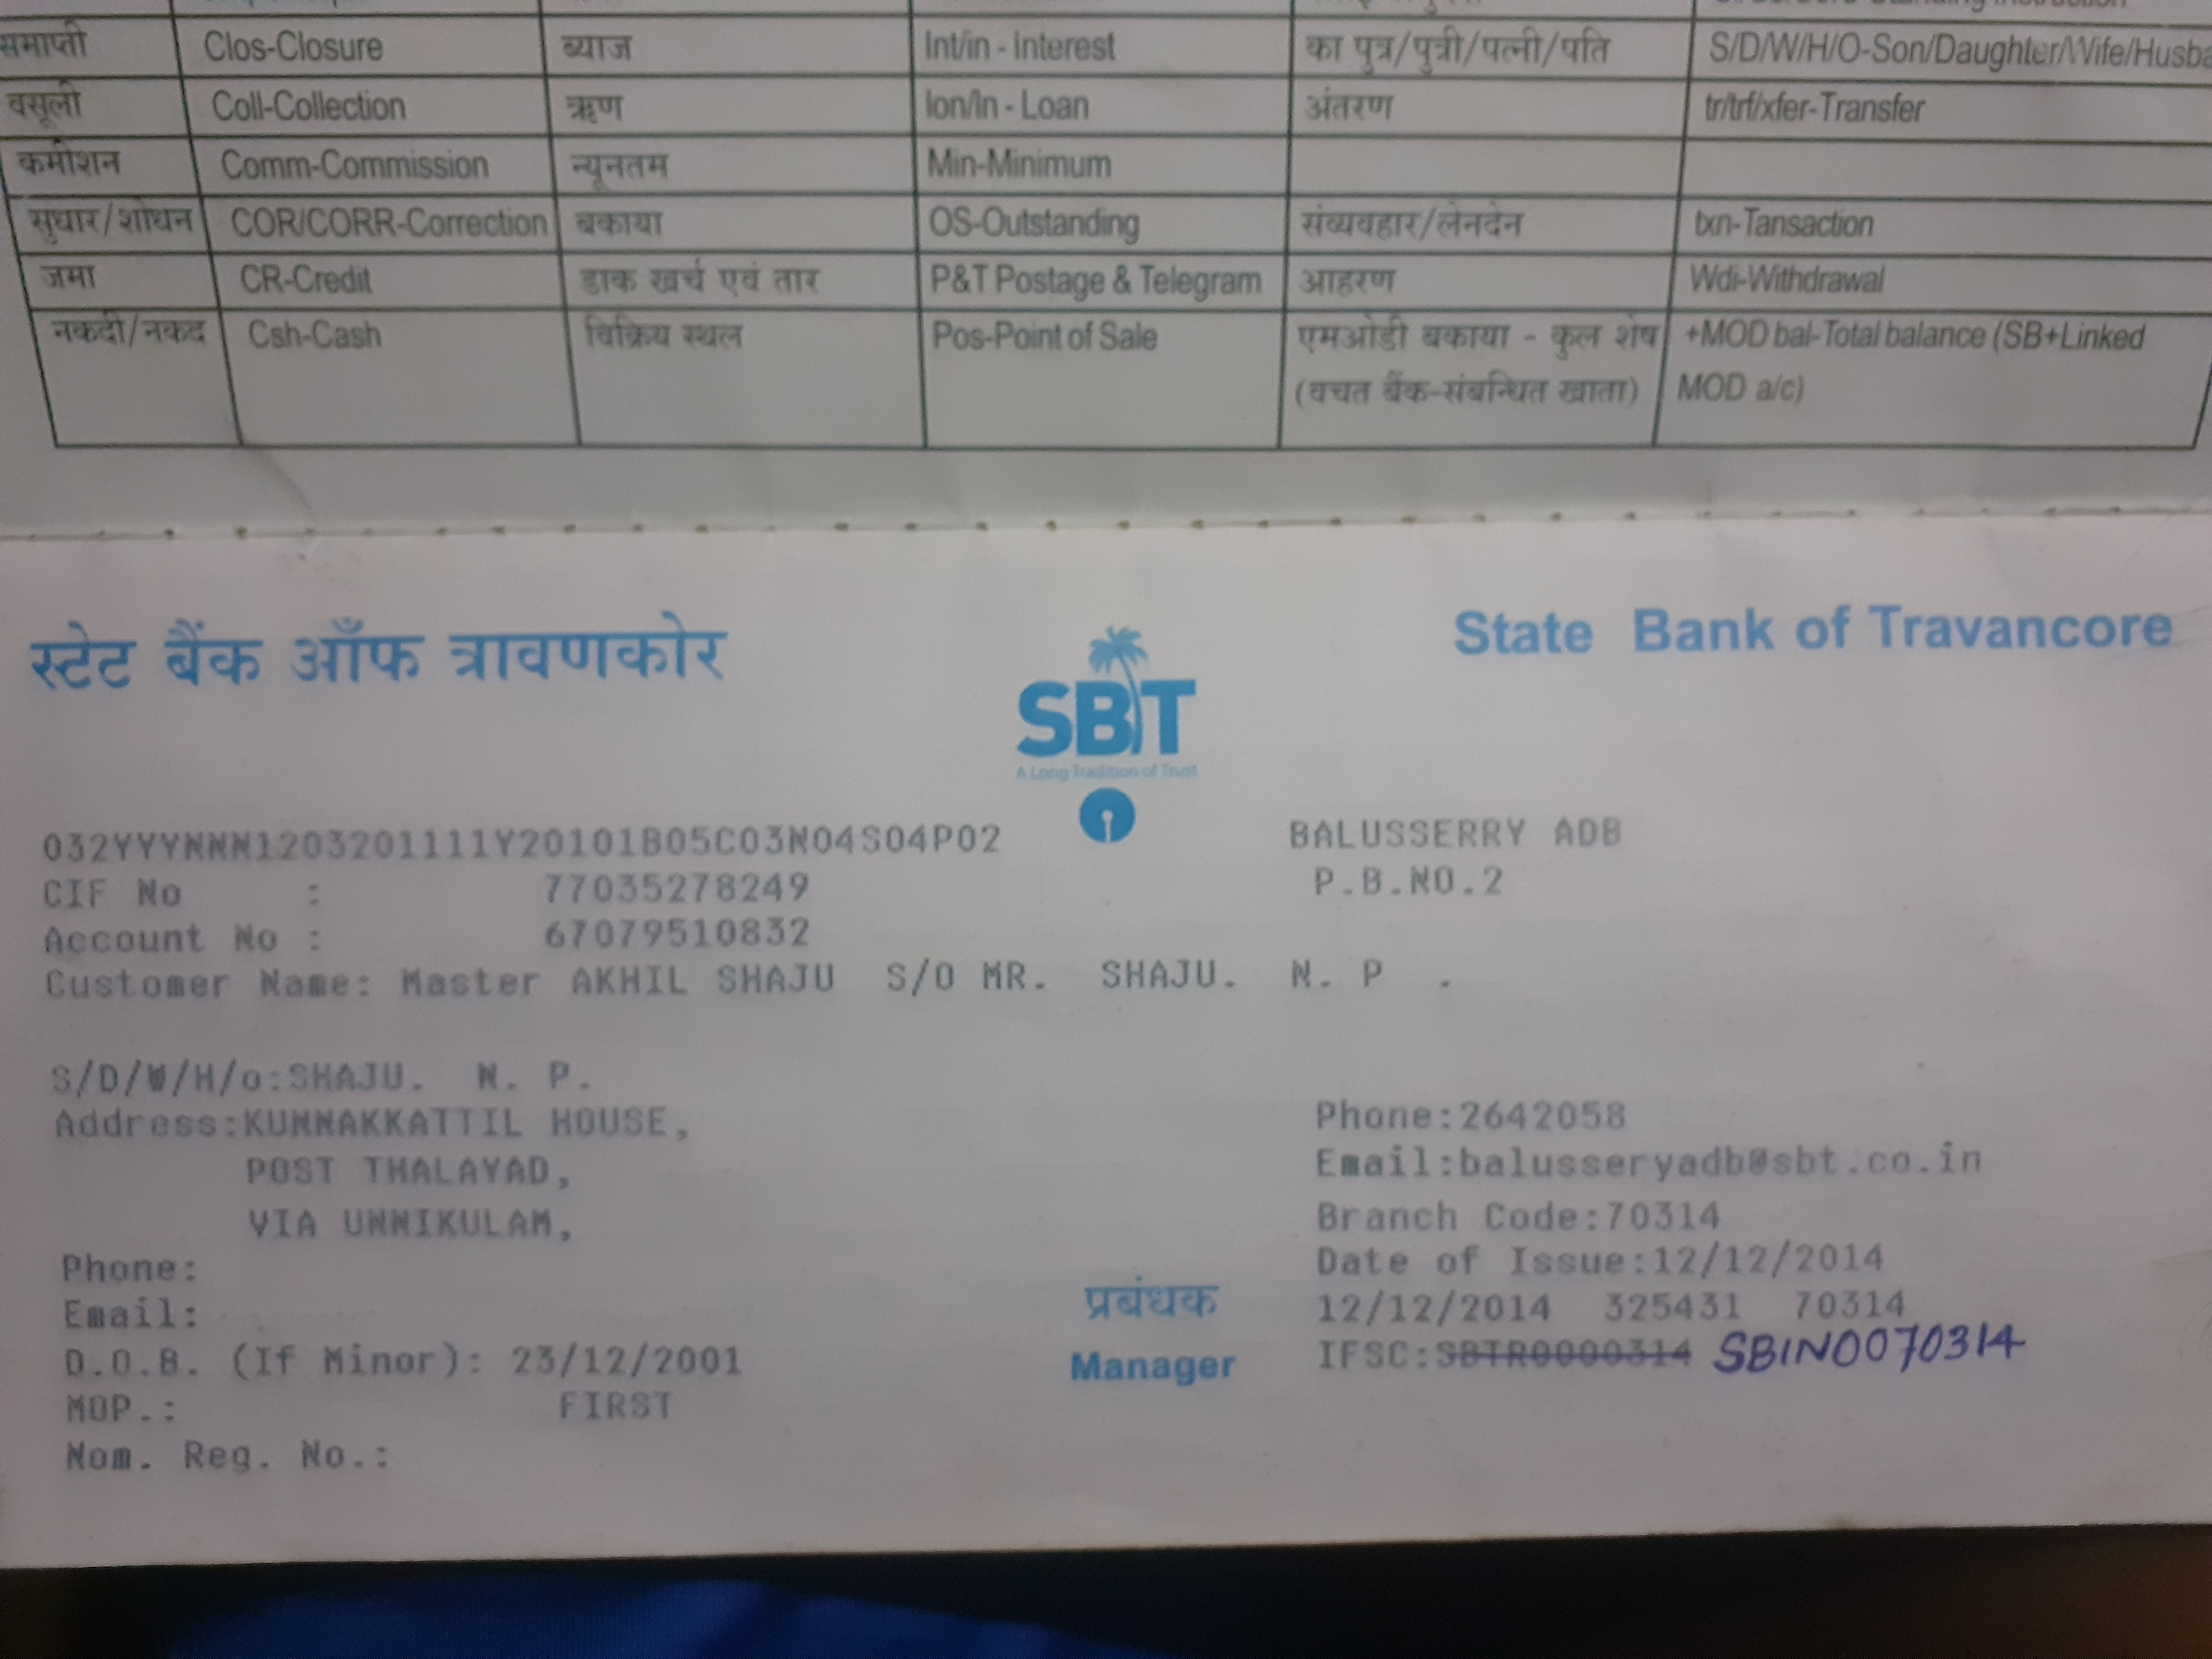 समाप्ती Clos-Closure ब्याज Int/in - Interest का पुत्र/पुत्री/पत्नी/पति S/D/W/H/O-Son/Daughter/Wife/Husba
वसूली Coll-Collection ऋण lon/ln - Loan अंतरण tr/trf/xfer-Transfer
कमीशन Comm-Commission न्यूनतम Min-Minimum
सुधार/शोधन COR/CORR-Correction बकाया OS-Outstanding संव्यवहार/लेनदेन txn-Tansaction
जमा CR-Credit डाक खर्च एवं तार P&T Postage & Telegram आहरण Wdi-Withdrawal
नकदी/नकद Csh-Cash विक्रिय स्थल Pos-Point of Sale एमओडी बकाया - कुल शेष +MOD bal-Total balance (SB+Linked
(वचत बैंक-संबन्धित खाता) MOD a/c)
स्टेट बैंक ऑफ त्रावणकोर State Bank of Travancore
SBT
A Long Tradition of Trust
032YYYNNN1203201111Y20101B05C03N04S04P02 BALUSSERRY ADB
CIF No : 77035278249 P.B.NO.2
Account No : 67079510832
Customer Name: Master AKHIL SHAJU S/O MR. SHAJU. N. P .
S/D/W/H/o:SHAJU. N. P.
Address:KUNNAKKATTIL HOUSE, Phone:2642058
POST THALAYAD, Email:balusseryadb@sbt.co.in
VIA UNNIKULAM, Branch Code:70314
Phone: Date of Issue:12/12/2014
Email: प्रबंधक 12/12/2014 325431 70314
D.O.B. (If Minor): 23/12/2001 Manager IFSC:SBTR0000314 SBIN0070314
MOP.: FIRST
Nom. Reg. No.: